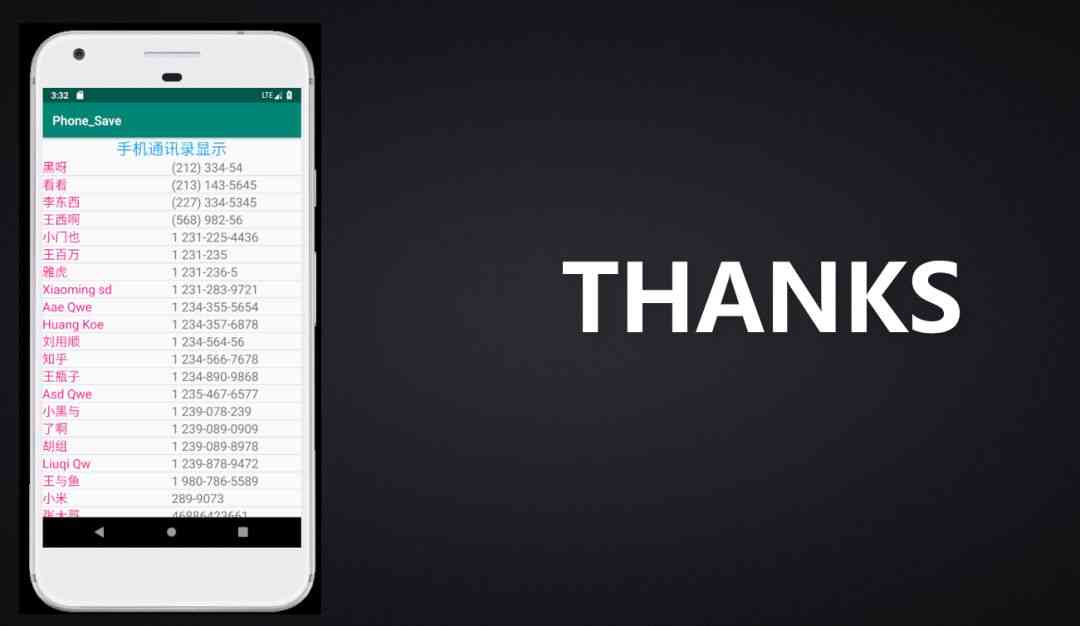 3:32 LTE
Phone_Save
手机通讯录显示
黑呀 (212) 334-54
看看 (213) 143-5645
李东西 (227) 334-5345
王西啊 (568) 982-56
小门也 1 231-225-4436
王百万 1 231-235
雅虎 1 231-236-5
Xiaoming sd 1 231-283-9721
Aae Qwe 1 234-355-5654
Huang Koe 1 234-357-6878
刘用顺 1 234-564-56
知乎 1 234-566-7678
王瓶子 1 234-890-9868
Asd Qwe 1 235-467-6577
小黑与 1 239-078-239
了啊 1 239-089-0909
胡组 1 239-089-8978
Liuqi Qw 1 239-878-9472
王与鱼 1 980-786-5589
小米 289-9073
张大哥 46886423661
THANKS